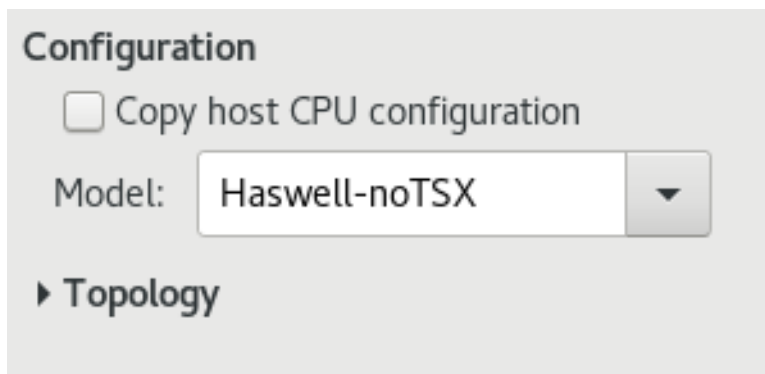 Configuration
Copy host CPU configuration
Model: Haswell-noTSX
Topology